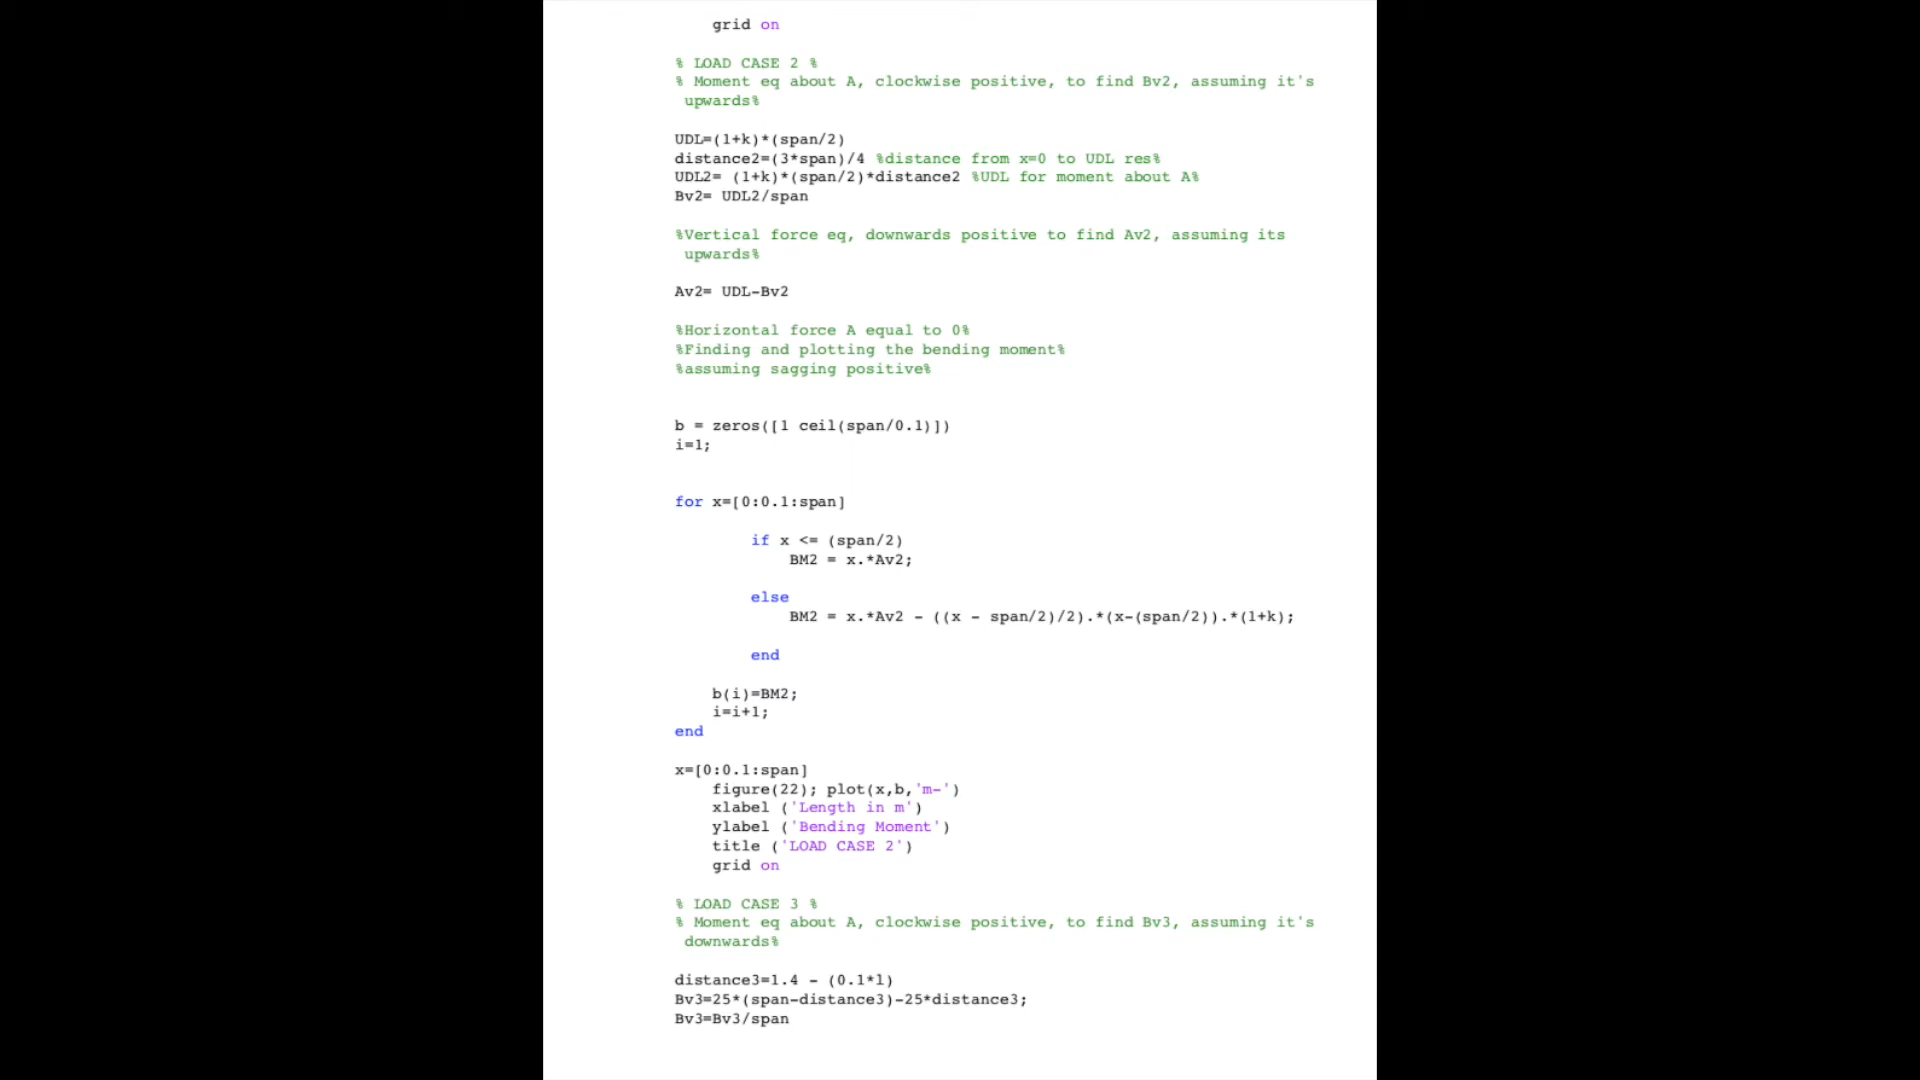 grid on
% LOAD CASE 2 %
% Moment eq about A, clockwise positive, to find Bv2, assuming it's
upwards%
UDL=(1+k)*(span/2)
distance2=(3*span)/4 %distance from x=0 to UDL res%
UDL2= (1+k)*(span/2)*distance2 %UDL for moment about A%
Bv2= UDL2/span
%Vertical force eq, downwards positive to find Av2, assuming its
upwards%
Av2= UDL-Bv2
%Horizontal force A equal to 0%
%Finding and plotting the bending moment%
%assuming sagging positive%
b = zeros([1 ceil(span/0.1)])
i=1;
for x=[0:0.1:span]
if x <= (span/2)
BM2 = x.*Av2;
else
BM2 = x.*Av2 - ((x - span/2)/2).*(x-(span/2)).*(1+k);
end
b(i)=BM2;
i=i+1;
end
x=[0:0.1:span]
figure(22); plot(x,b,'m-')
xlabel ('Length in m')
ylabel ('Bending Moment')
title ('LOAD CASE 2')
grid on
% LOAD CASE 3 %
% Moment eq about A, clockwise positive, to find Bv3, assuming it's
downwards%
distance3=1.4 - (0.1*l)
Bv3=25*(span-distance3)-25*distance3;
Bv3=Bv3/span